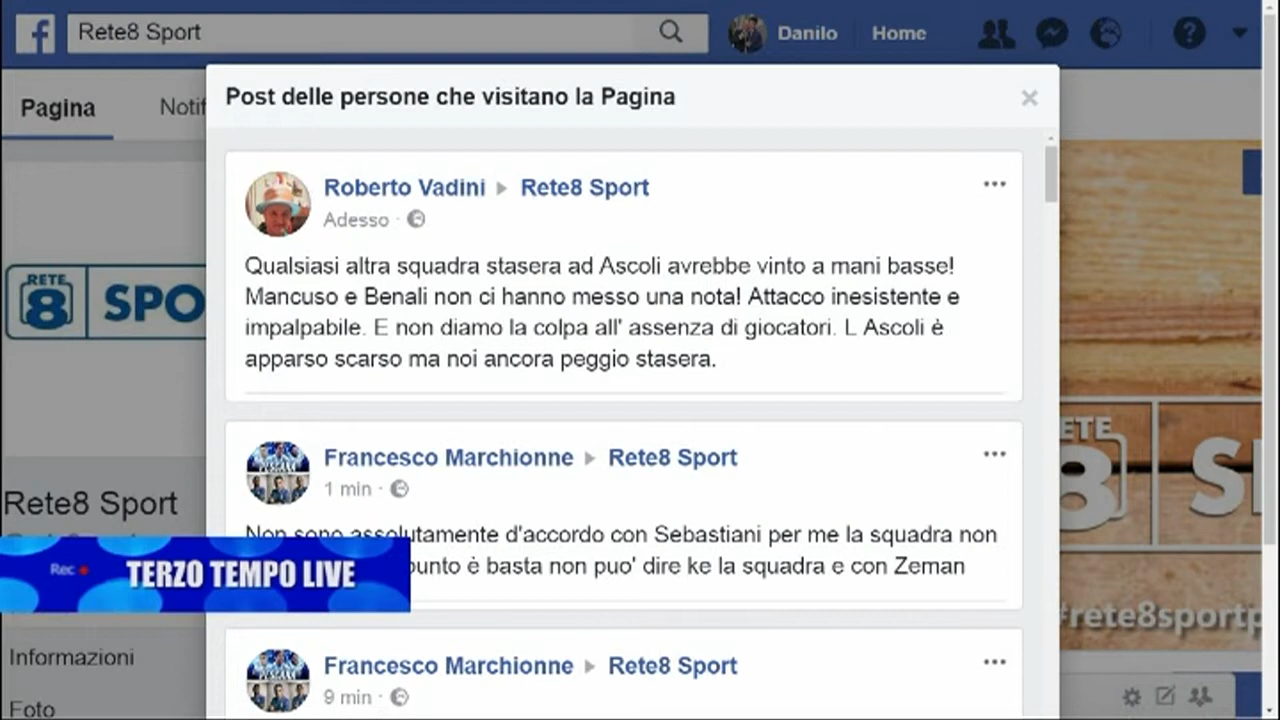 Rete8 Sport
Danilo
Home
Pagina
Post delle persone che visitano la Pagina
Roberto Vadini ▸ Rete8 Sport
Adesso ·
Qualsiasi altra squadra stasera ad Ascoli avrebbe vinto a mani basse!
Mancuso e Benali non ci hanno messo una nota! Attacco inesistente e
impalpabile. E non diamo la colpa all' assenza di giocatori. L Ascoli è
apparso scarso ma noi ancora peggio stasera.
RETE
8
SPO
Francesco Marchionne ▸ Rete8 Sport
1 min ·
Non sono assolutamente d'accordo con Sebastiani per me la squadra non
punto è basta non puo' dire ke la squadra e con Zeman
ETE
8
S
Rete8 Sport
Rec
TERZO TEMPO LIVE
#rete8sportp
Informazioni
Foto
Francesco Marchionne ▸ Rete8 Sport
9 min ·